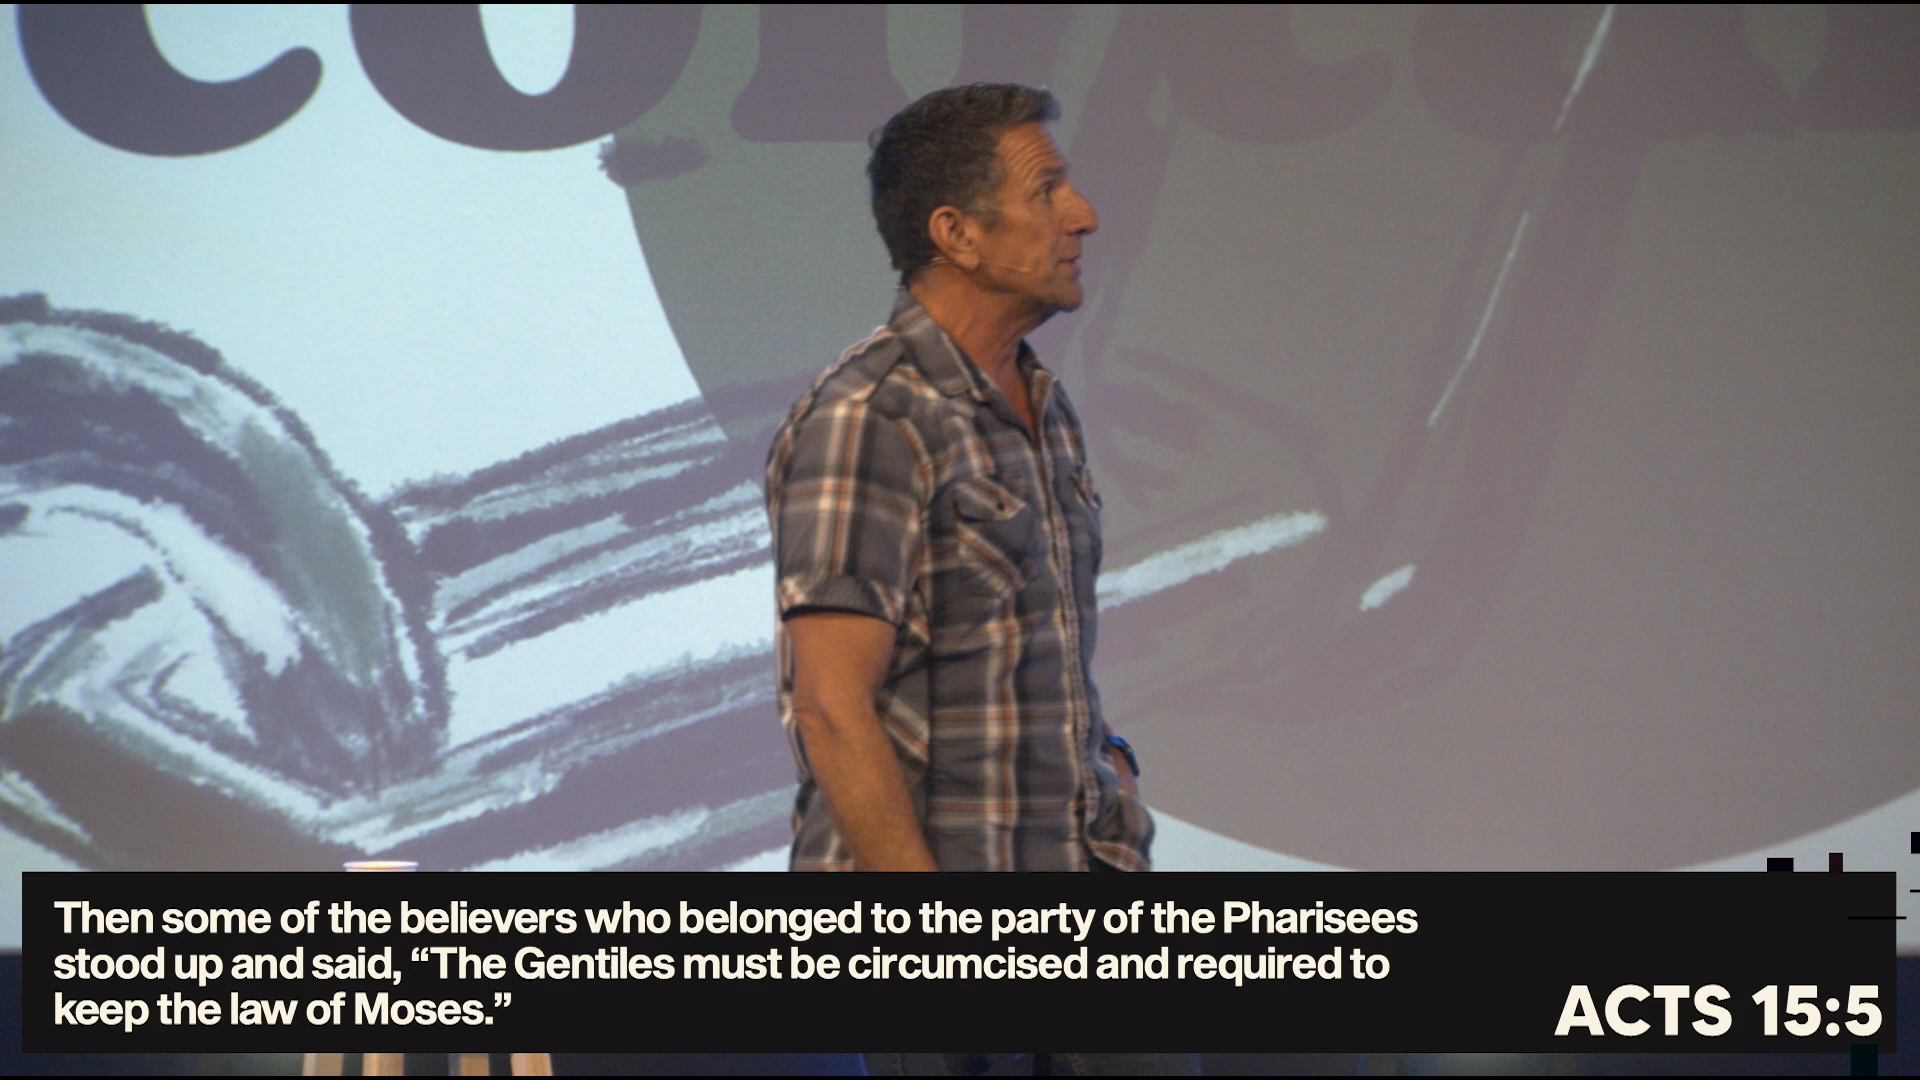 Then some of the believers who belonged to the party of the Pharisees
stood up and said, “The Gentiles must be circumcised and required to
keep the law of Moses.”
ACTS 15:5